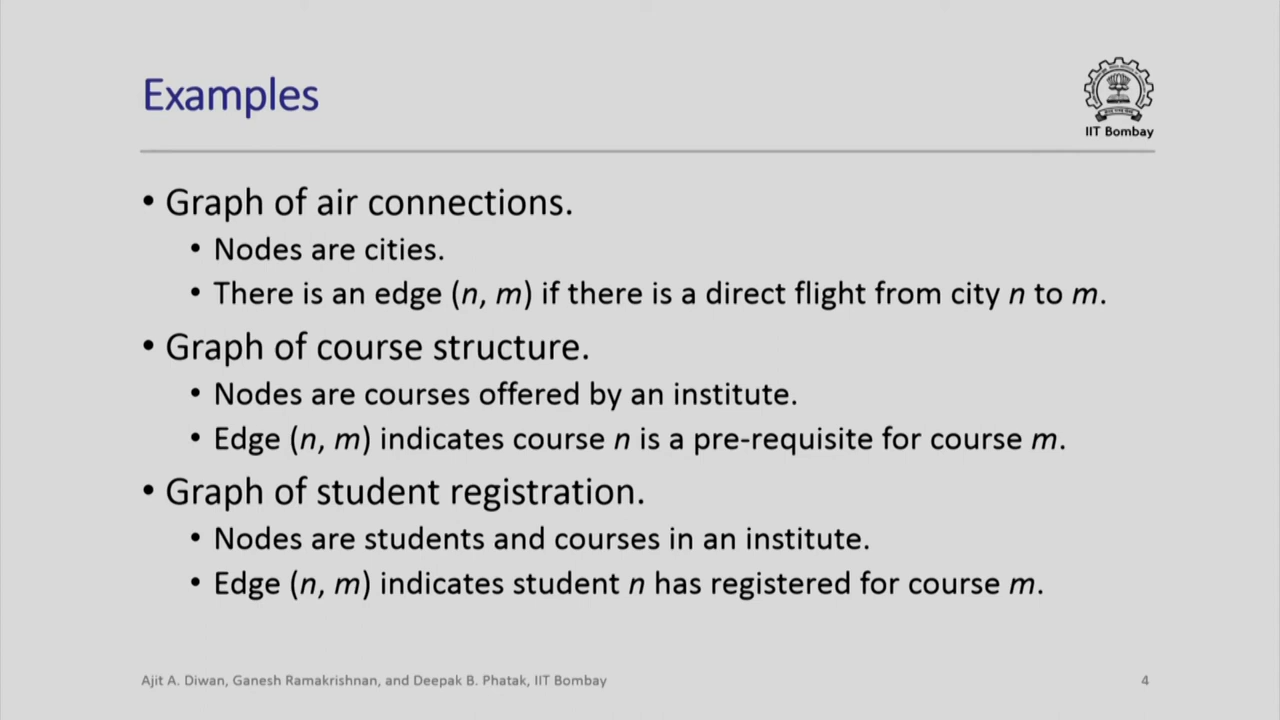 Examples
IIT Bombay
• Graph of air connections.
• Nodes are cities.
• There is an edge (n, m) if there is a direct flight from city n to m.
• Graph of course structure.
• Nodes are courses offered by an institute.
• Edge (n, m) indicates course n is a pre-requisite for course m.
• Graph of student registration.
• Nodes are students and courses in an institute.
• Edge (n, m) indicates student n has registered for course m.
Ajit A. Diwan, Ganesh Ramakrishnan, and Deepak B. Phatak, IIT Bombay
4